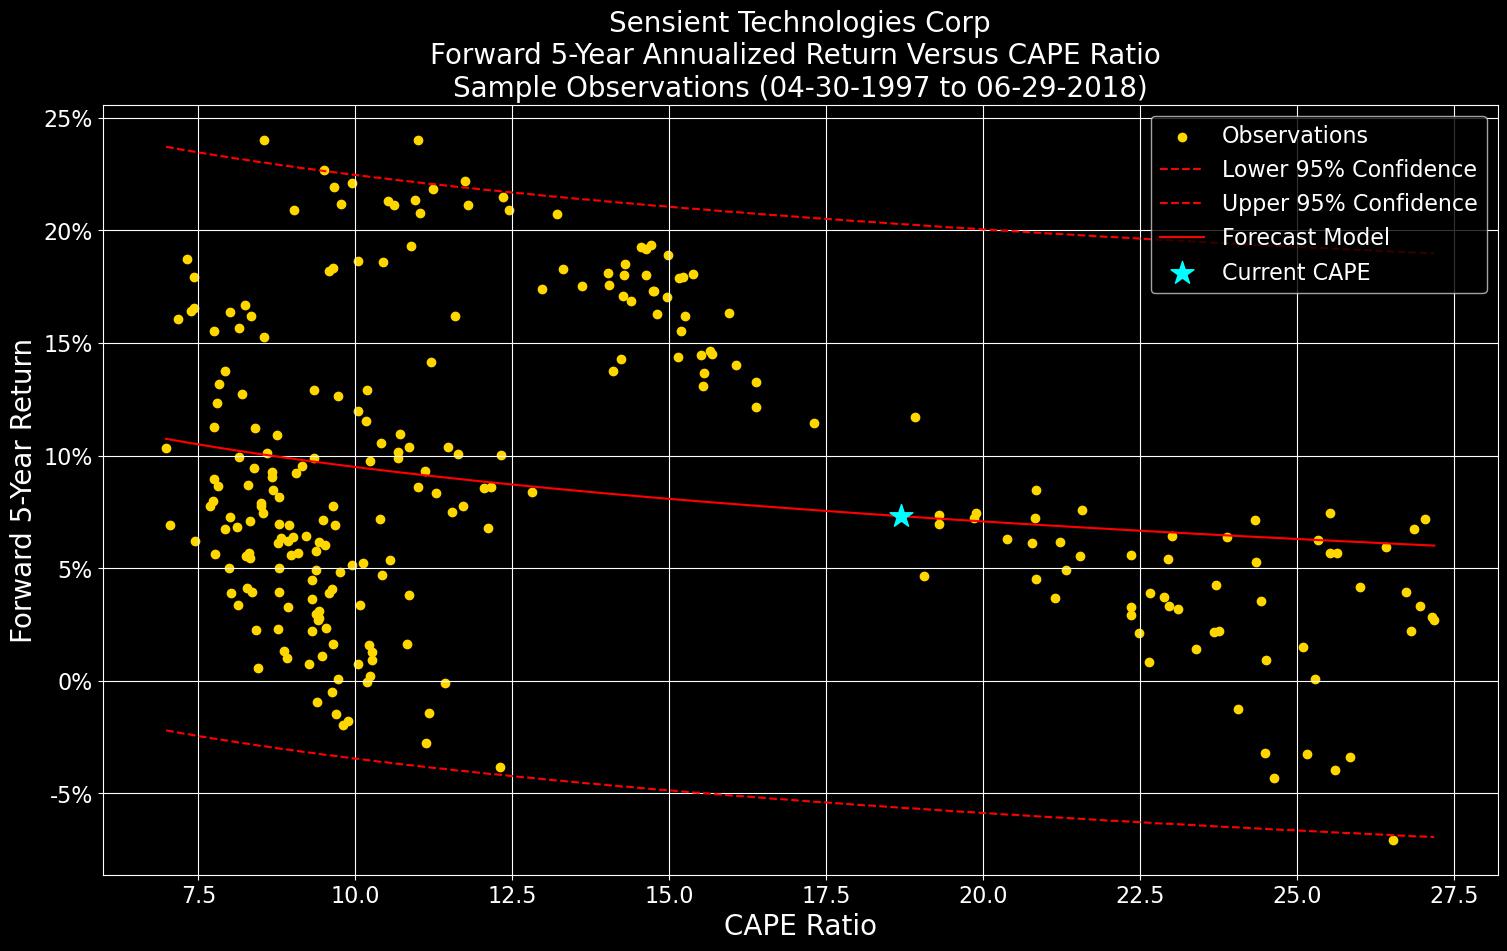 Sensient Technologies Corp
Forward 5-Year Annualized Return Versus CAPE Ratio
Sample Observations (04-30-1997 to 06-29-2018)
Observations
Lower 95% Confidence
Upper 95% Confidence
Forecast Model
Current CAPE
Forward 5-Year Return
25%
20%
15%
10%
5%
0%
-5%
7.5 10.0 12.5 15.0 17.5 20.0 22.5 25.0 27.5
CAPE Ratio